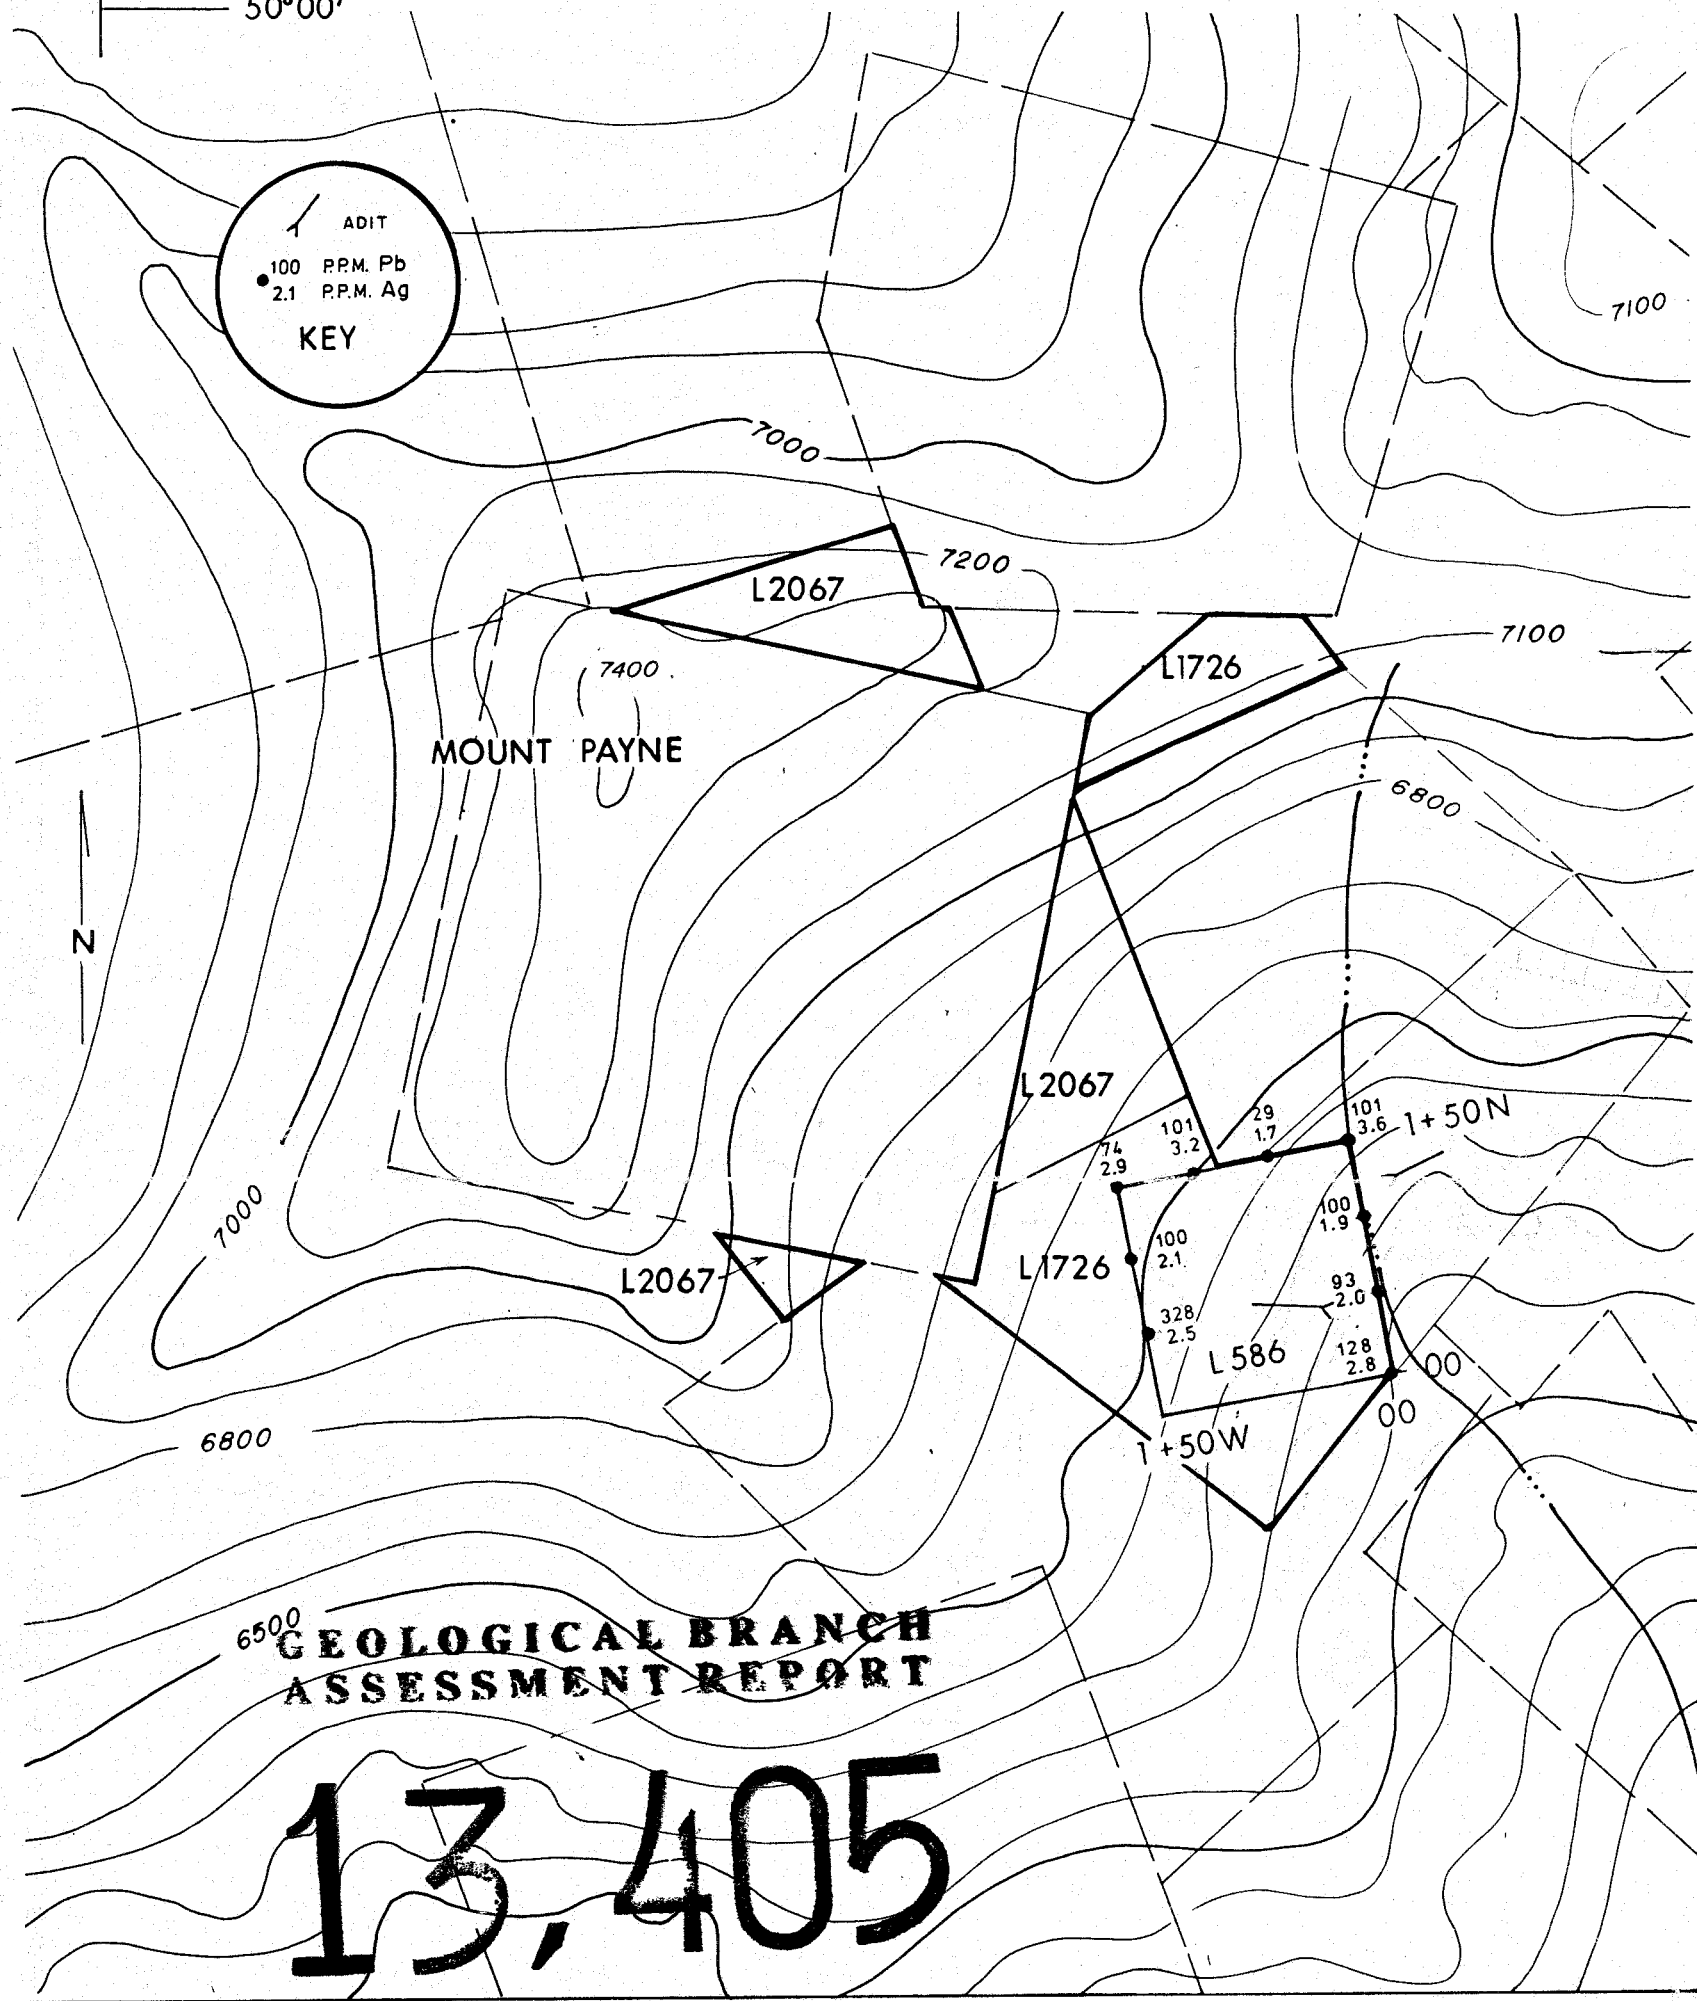 50°00'
ADIT
100 P.P.M. Pb
2.1 P.P.M. Ag
KEY
7100
7000
7200
L2067
7100
L1726
7400
MOUNT PAYNE
6800
N
L2067
101
3.2
29
1.7
101
3.6
1+50N
74
2.9
7000
100
1.9
100
2.1
L2067
L1726
93
2.0
328
2.5
L 586
128
2.8
00
00
1+50W
6800
6500
GEOLOGICAL BRANCH
ASSESSMENT REPORT
13,405